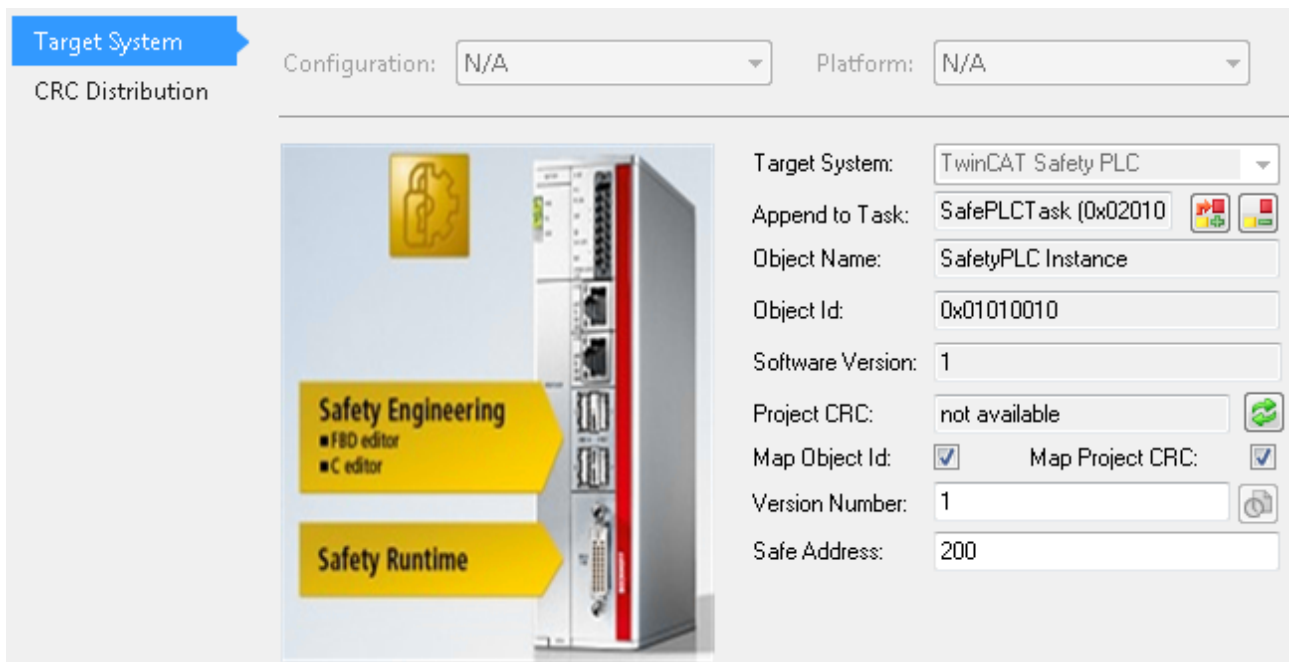 Target System
CRC Distribution
Configuration: N/A Platform: N/A
Target System: TwinCAT Safety PLC
Append to Task: SafePLCTask (0x02010
Object Name: SafetyPLC Instance
Object Id: 0x01010010
Software Version: 1
Project CRC: not available
Map Object Id: Map Project CRC:
Version Number: 1
Safe Address: 200
Safety Engineering
■FBD editor
■C editor
Safety Runtime